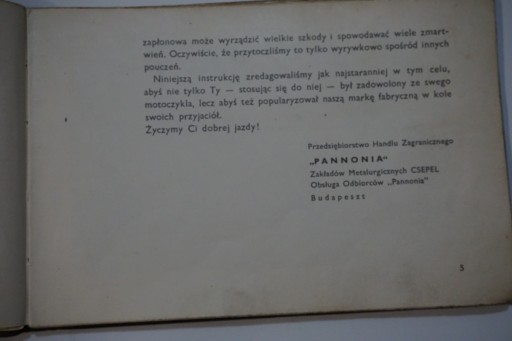 zapłonowa może wyrządzić wielkie szkody i spowodować wiele zmart-
wień. Oczywiście, że przytoczliśmy to tylko wyrywkowo spośród innych
pouczeń.
Niniejszą instrukcję zredagowaliśmy jak najstaranniej w tym celu,
abyś nie tylko Ty — stosując się do niej — był zadowolony ze swego
motocykla, lecz abyś też popularyzował naszą markę fabryczną w kole
swoich przyjaciół.
Życzymy Ci dobrej jazdy!
Przedsiębiorstwo Handlu Zagranicznego
„PANNONIA"
Zakładów Metalurgicznych CSEPEL
Obsługa Odbiorców „Pannonia"
Budapeszt
5